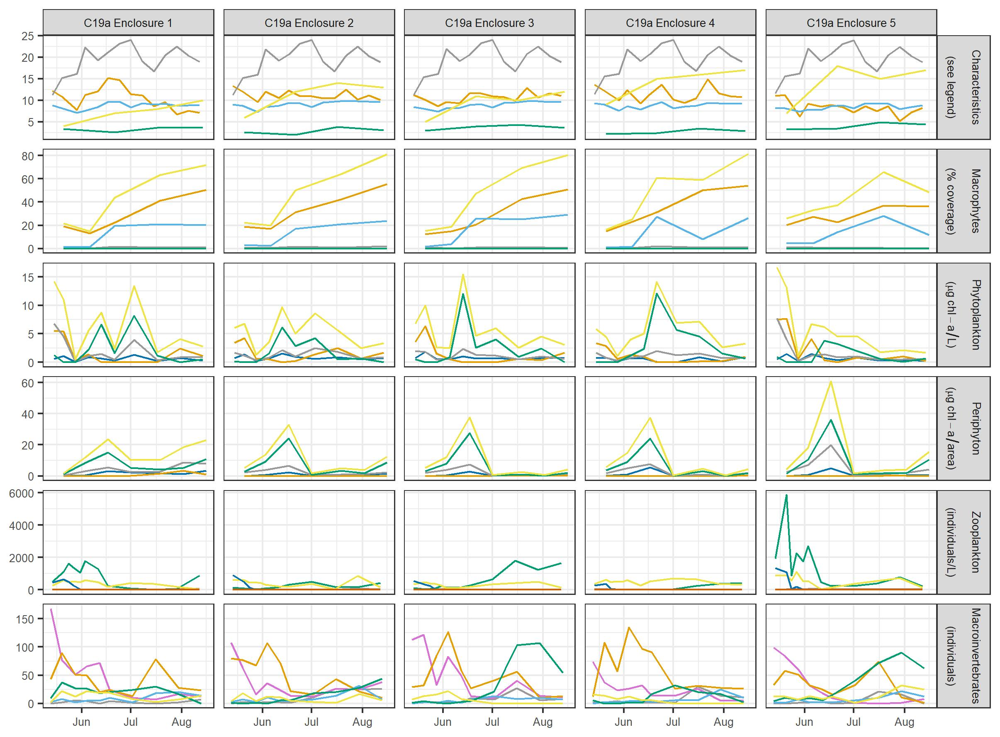 C19a Enclosure 1
C19a Enclosure 2
C19a Enclosure 3
C19a Enclosure 4
C19a Enclosure 5
25
20
15
10
5
Characteristics
(see legend)
80
60
40
20
0
Macrophytes
(% coverage)
15
10
5
0
Phytoplankton
(μg chl − a/L)
60
40
20
0
Periphyton
(μg chl − a/area)
6000
4000
2000
0
Zooplankton
(individuals/L)
150
100
50
0
Macroinvertebrates
(individuals)
Jun Jul Aug
Jun Jul Aug
Jun Jul Aug
Jun Jul Aug
Jun Jul Aug